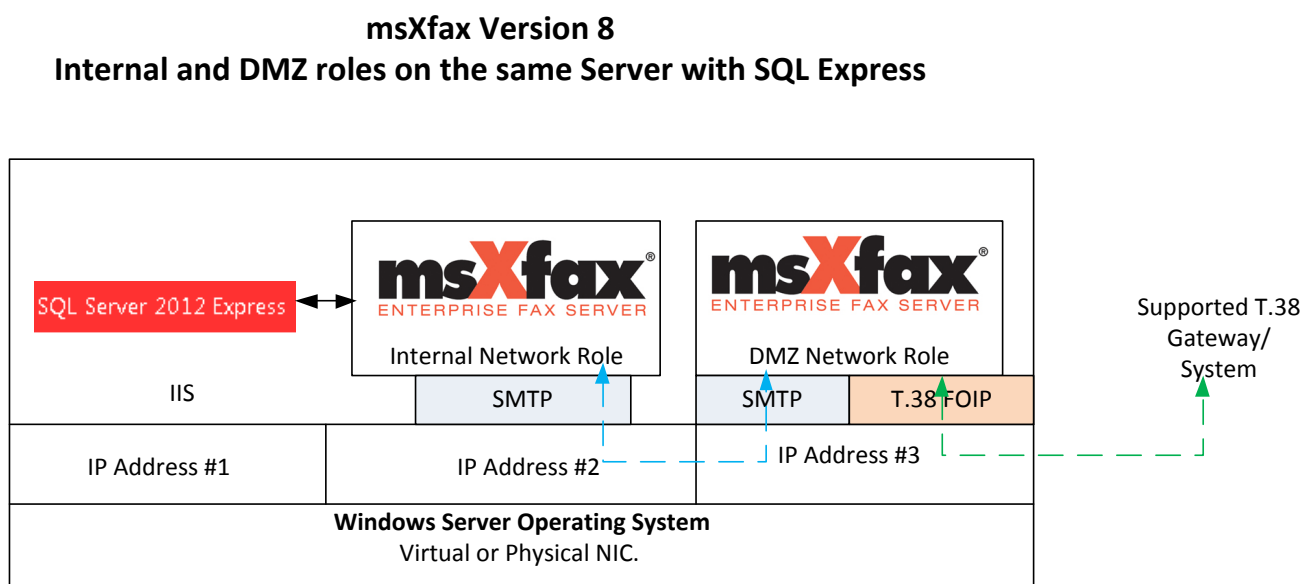 msXfax Version 8
Internal and DMZ roles on the same Server with SQL Express
msXfax®
ENTERPRISE FAX SERVER
msXfax®
ENTERPRISE FAX SERVER
SQL Server 2012 Express
Internal Network Role
DMZ Network Role
Supported T.38
Gateway/
System
IIS
SMTP
SMTP
T.38 FOIP
IP Address #1
IP Address #2
IP Address #3
Windows Server Operating System
Virtual or Physical NIC.